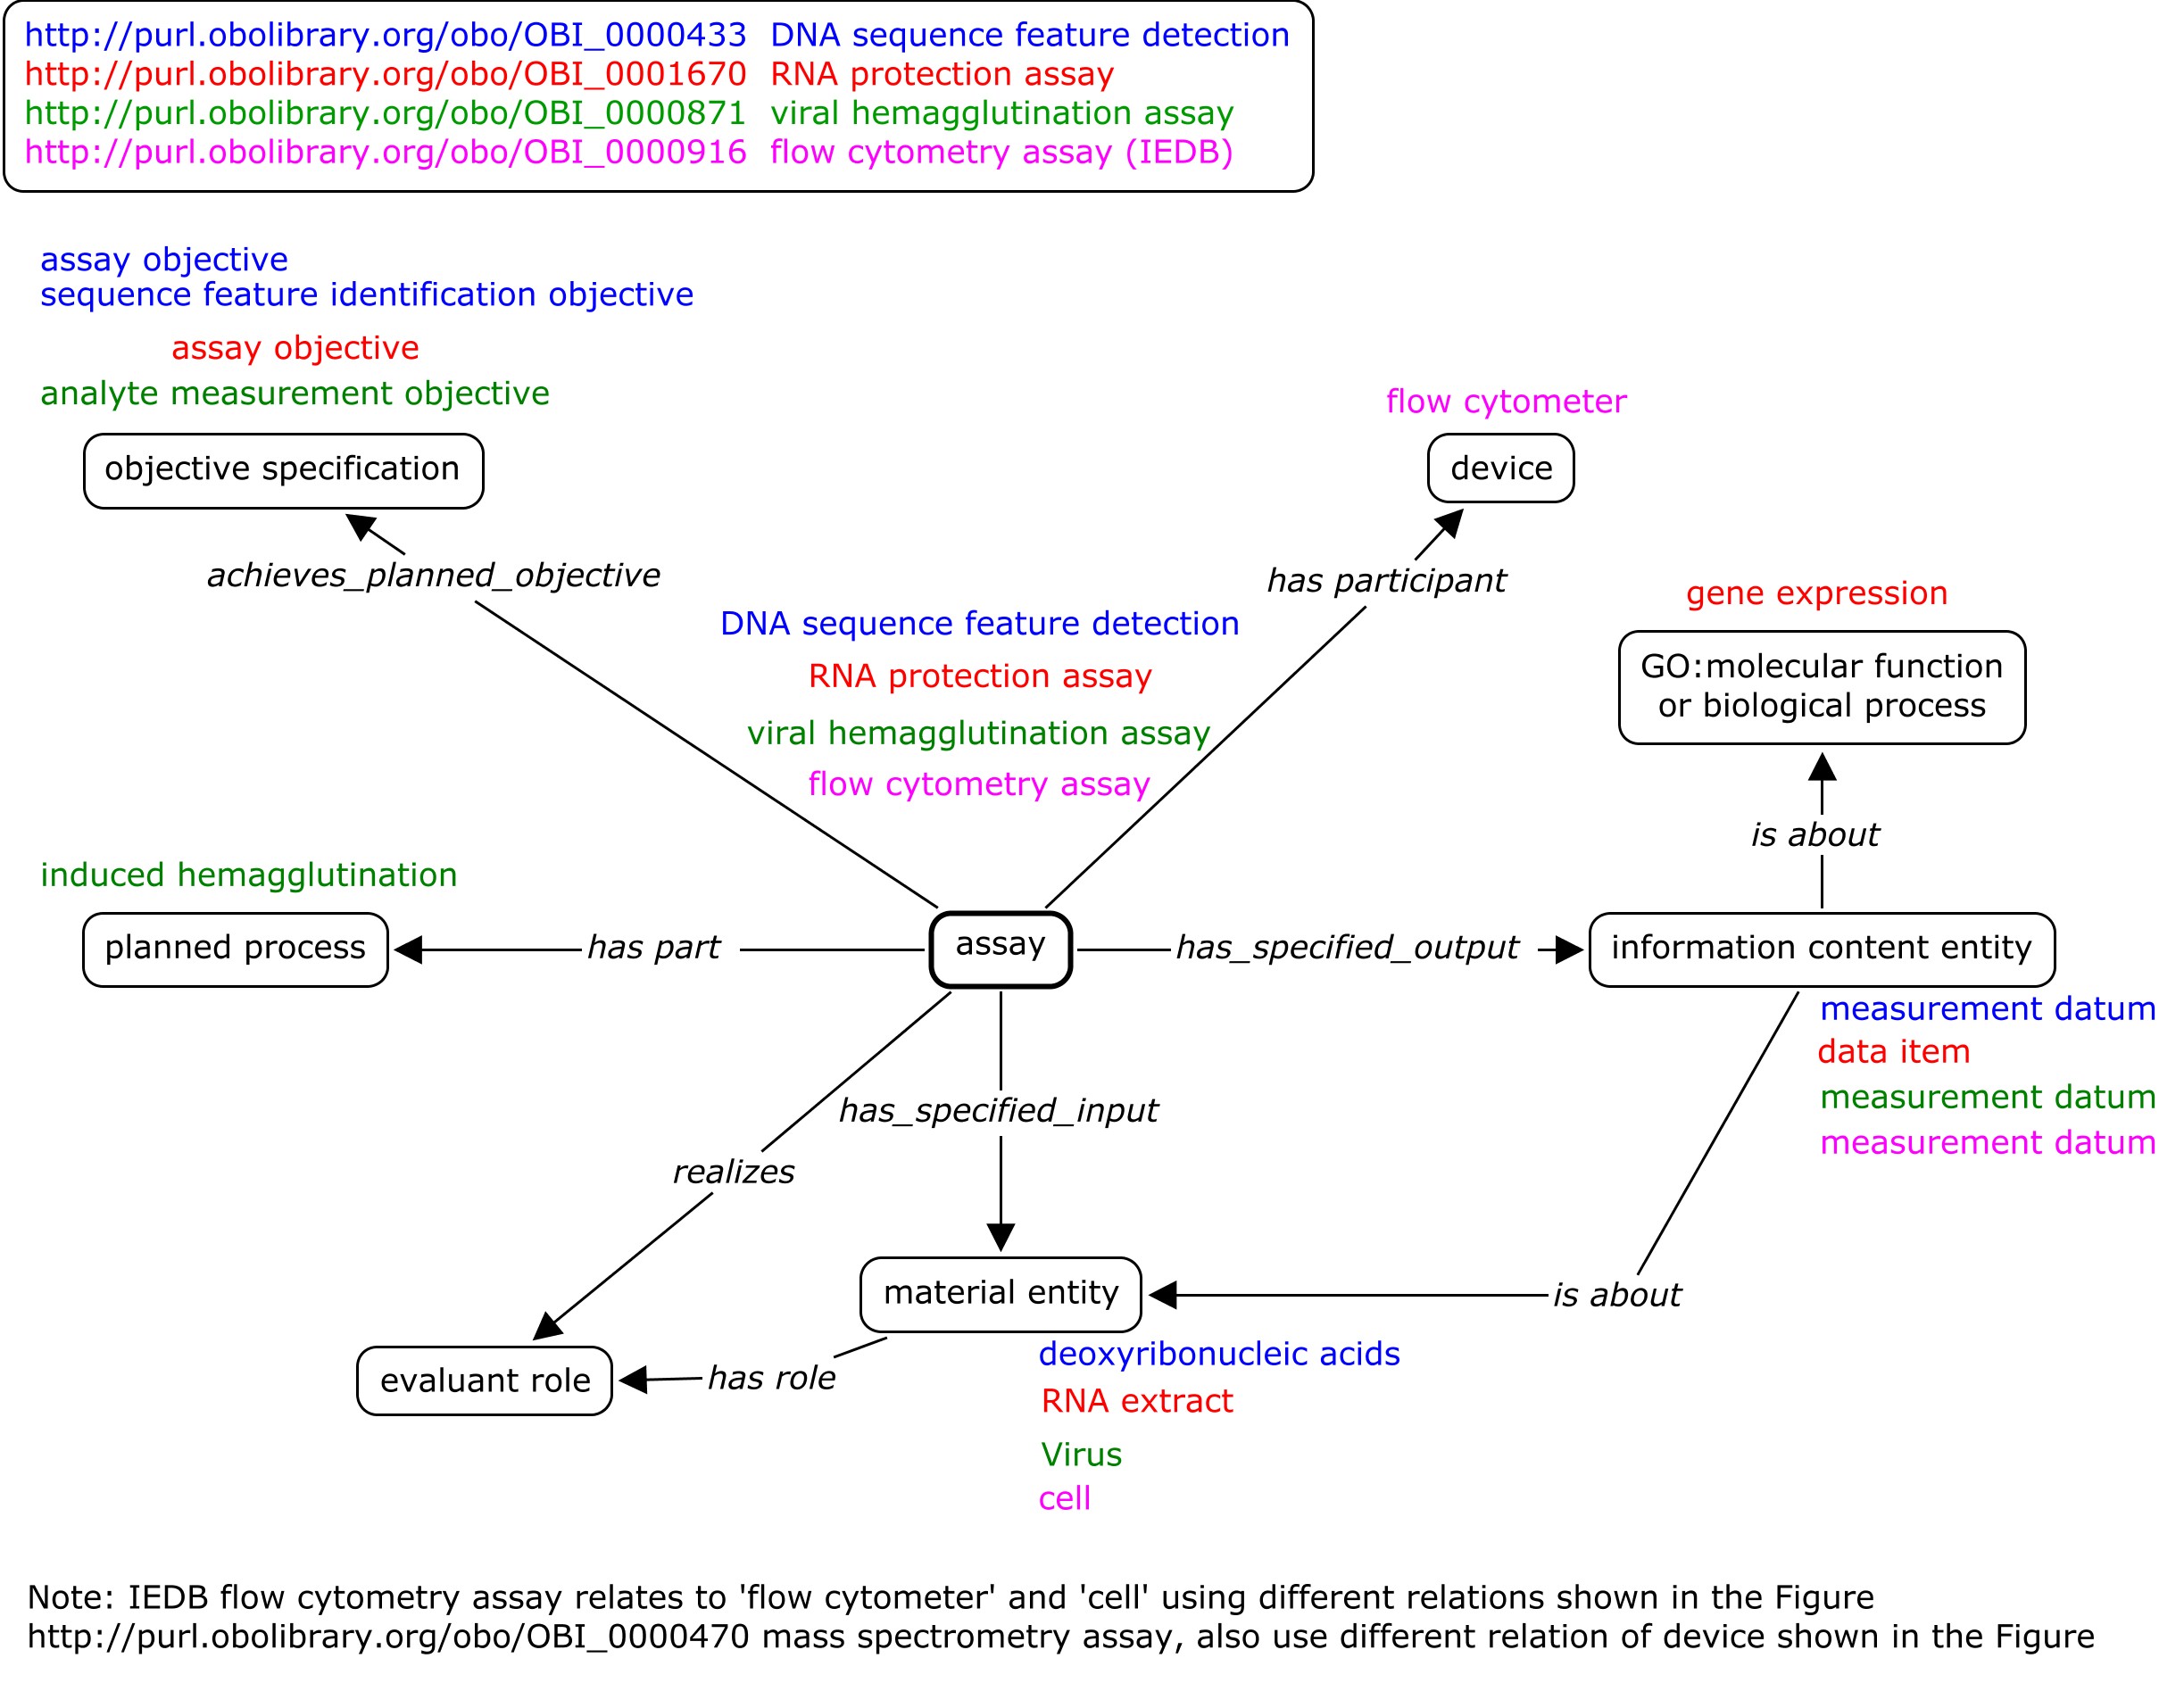 http://purl.obolibrary.org/obo/OBI_0000433 DNA sequence feature detection
http://purl.obolibrary.org/obo/OBI_0001670 RNA protection assay
http://purl.obolibrary.org/obo/OBI_0000871 viral hemagglutination assay
http://purl.obolibrary.org/obo/OBI_0000916 flow cytometry assay (IEDB)
assay objective
sequence feature identification objective
assay objective
analyte measurement objective
objective specification
flow cytometer
device
achieves_planned_objective
has participant
gene expression
GO:molecular function
or biological process
DNA sequence feature detection
RNA protection assay
viral hemagglutination assay
flow cytometry assay
is about
induced hemagglutination
planned process
has part
assay
has_specified_output
information content entity
measurement datum
data item
measurement datum
measurement datum
has_specified_input
realizes
material entity
is about
evaluant role
has role
deoxyribonucleic acids
RNA extract
Virus
cell
Note: IEDB flow cytometry assay relates to 'flow cytometer' and 'cell' using different relations shown in the Figure
http://purl.obolibrary.org/obo/OBI_0000470 mass spectrometry assay, also use different relation of device shown in the Figure